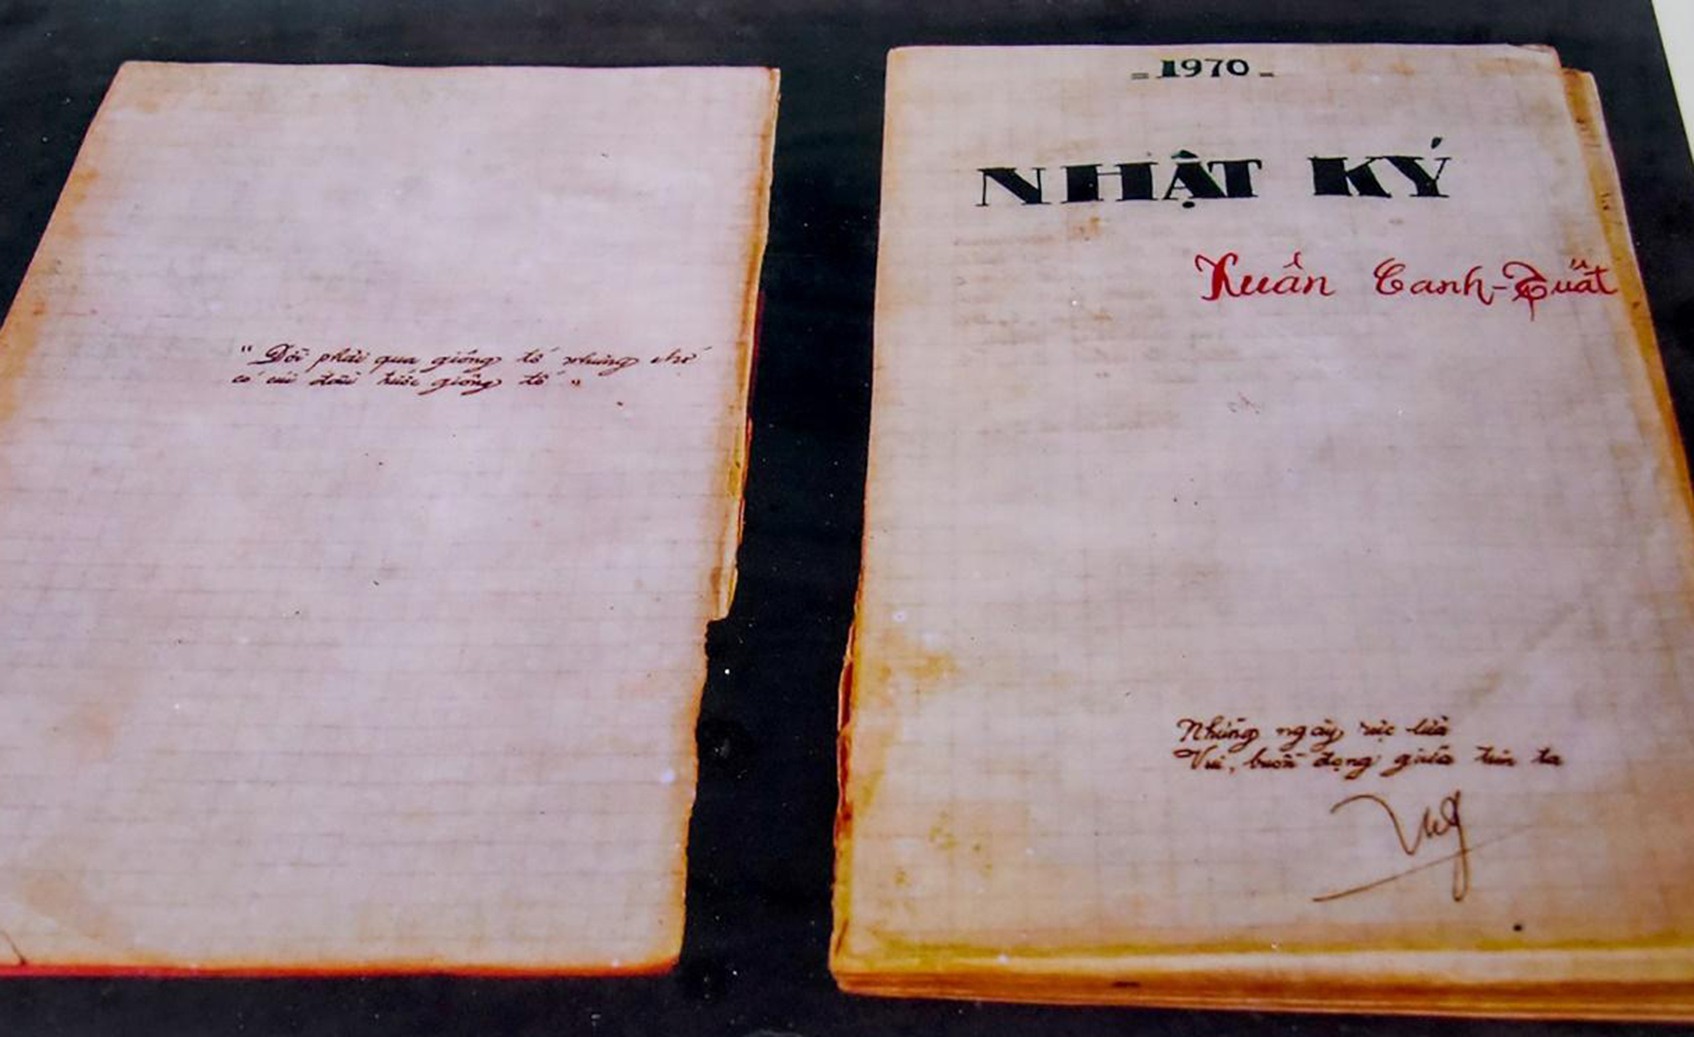 "Đời phải qua giông tố nhưng chớ
có cúi đầu trước giông tố"
= 1970 =
NHẬT KÝ
Xuân Canh-Tuất
Những ngày rực lửa
Vui, buồn đọng giữa tim ta